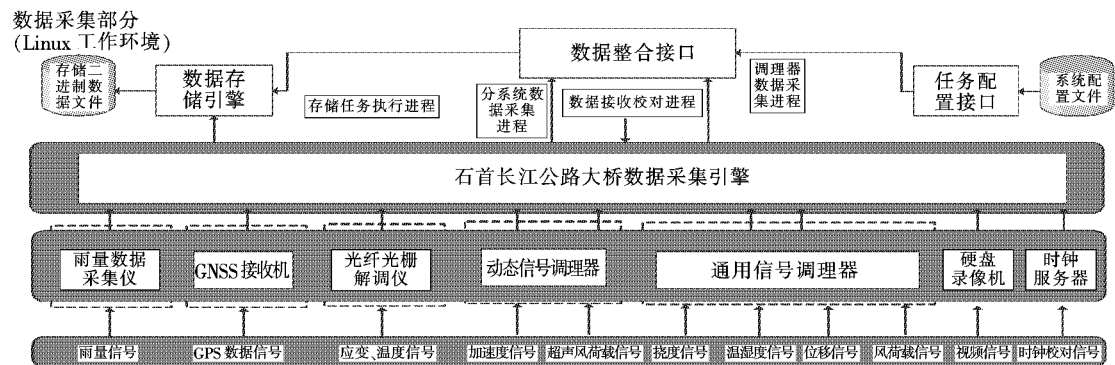 数据采集部分
(Linux 工作环境)
存储二
进制数
据文件
数据存
储引擎
数据整合接口
任务配
置接口
系统配
置文件
存储任务执行进程
分系统数
据采集
进程
数据接收校对进程
调理器
数据采
集进程
石首长江公路大桥数据采集引擎
雨量数据
采集仪
GNSS 接收机
光纤光栅
解调仪
动态信号调理器
通用信号调理器
硬盘
录像机
时钟
服务器
雨量信号
GPS 数据信号
应变、温度信号
加速度信号
超声风荷载信号
挠度信号
温湿度信号
位移信号
风荷载信号
视频信号
时钟校对信号